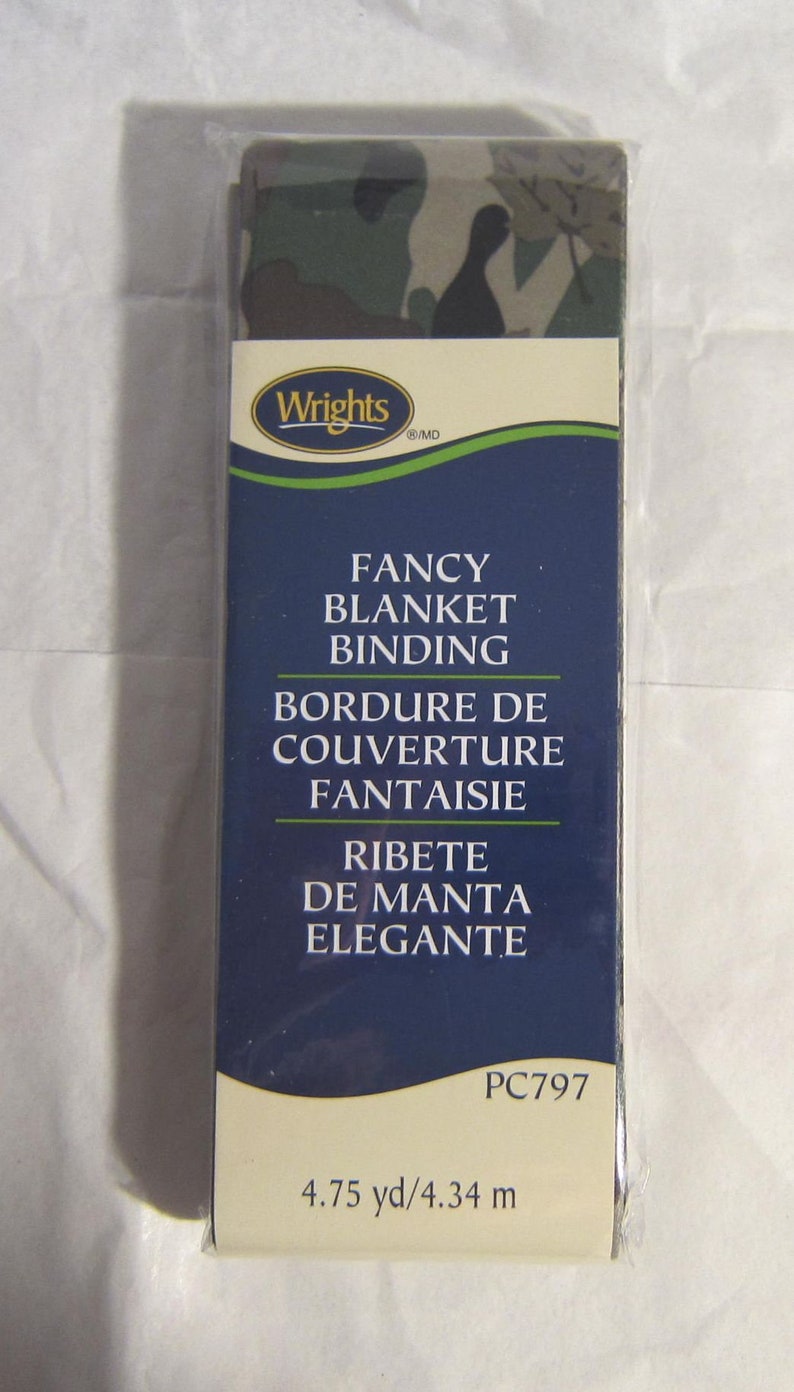 Wrights
®/MD
FANCY
BLANKET
BINDING
BORDURE DE
COUVERTURE
FANTAISIE
RIBETE
DE MANTA
ELEGANTE
PC797
4.75 yd/4.34 m